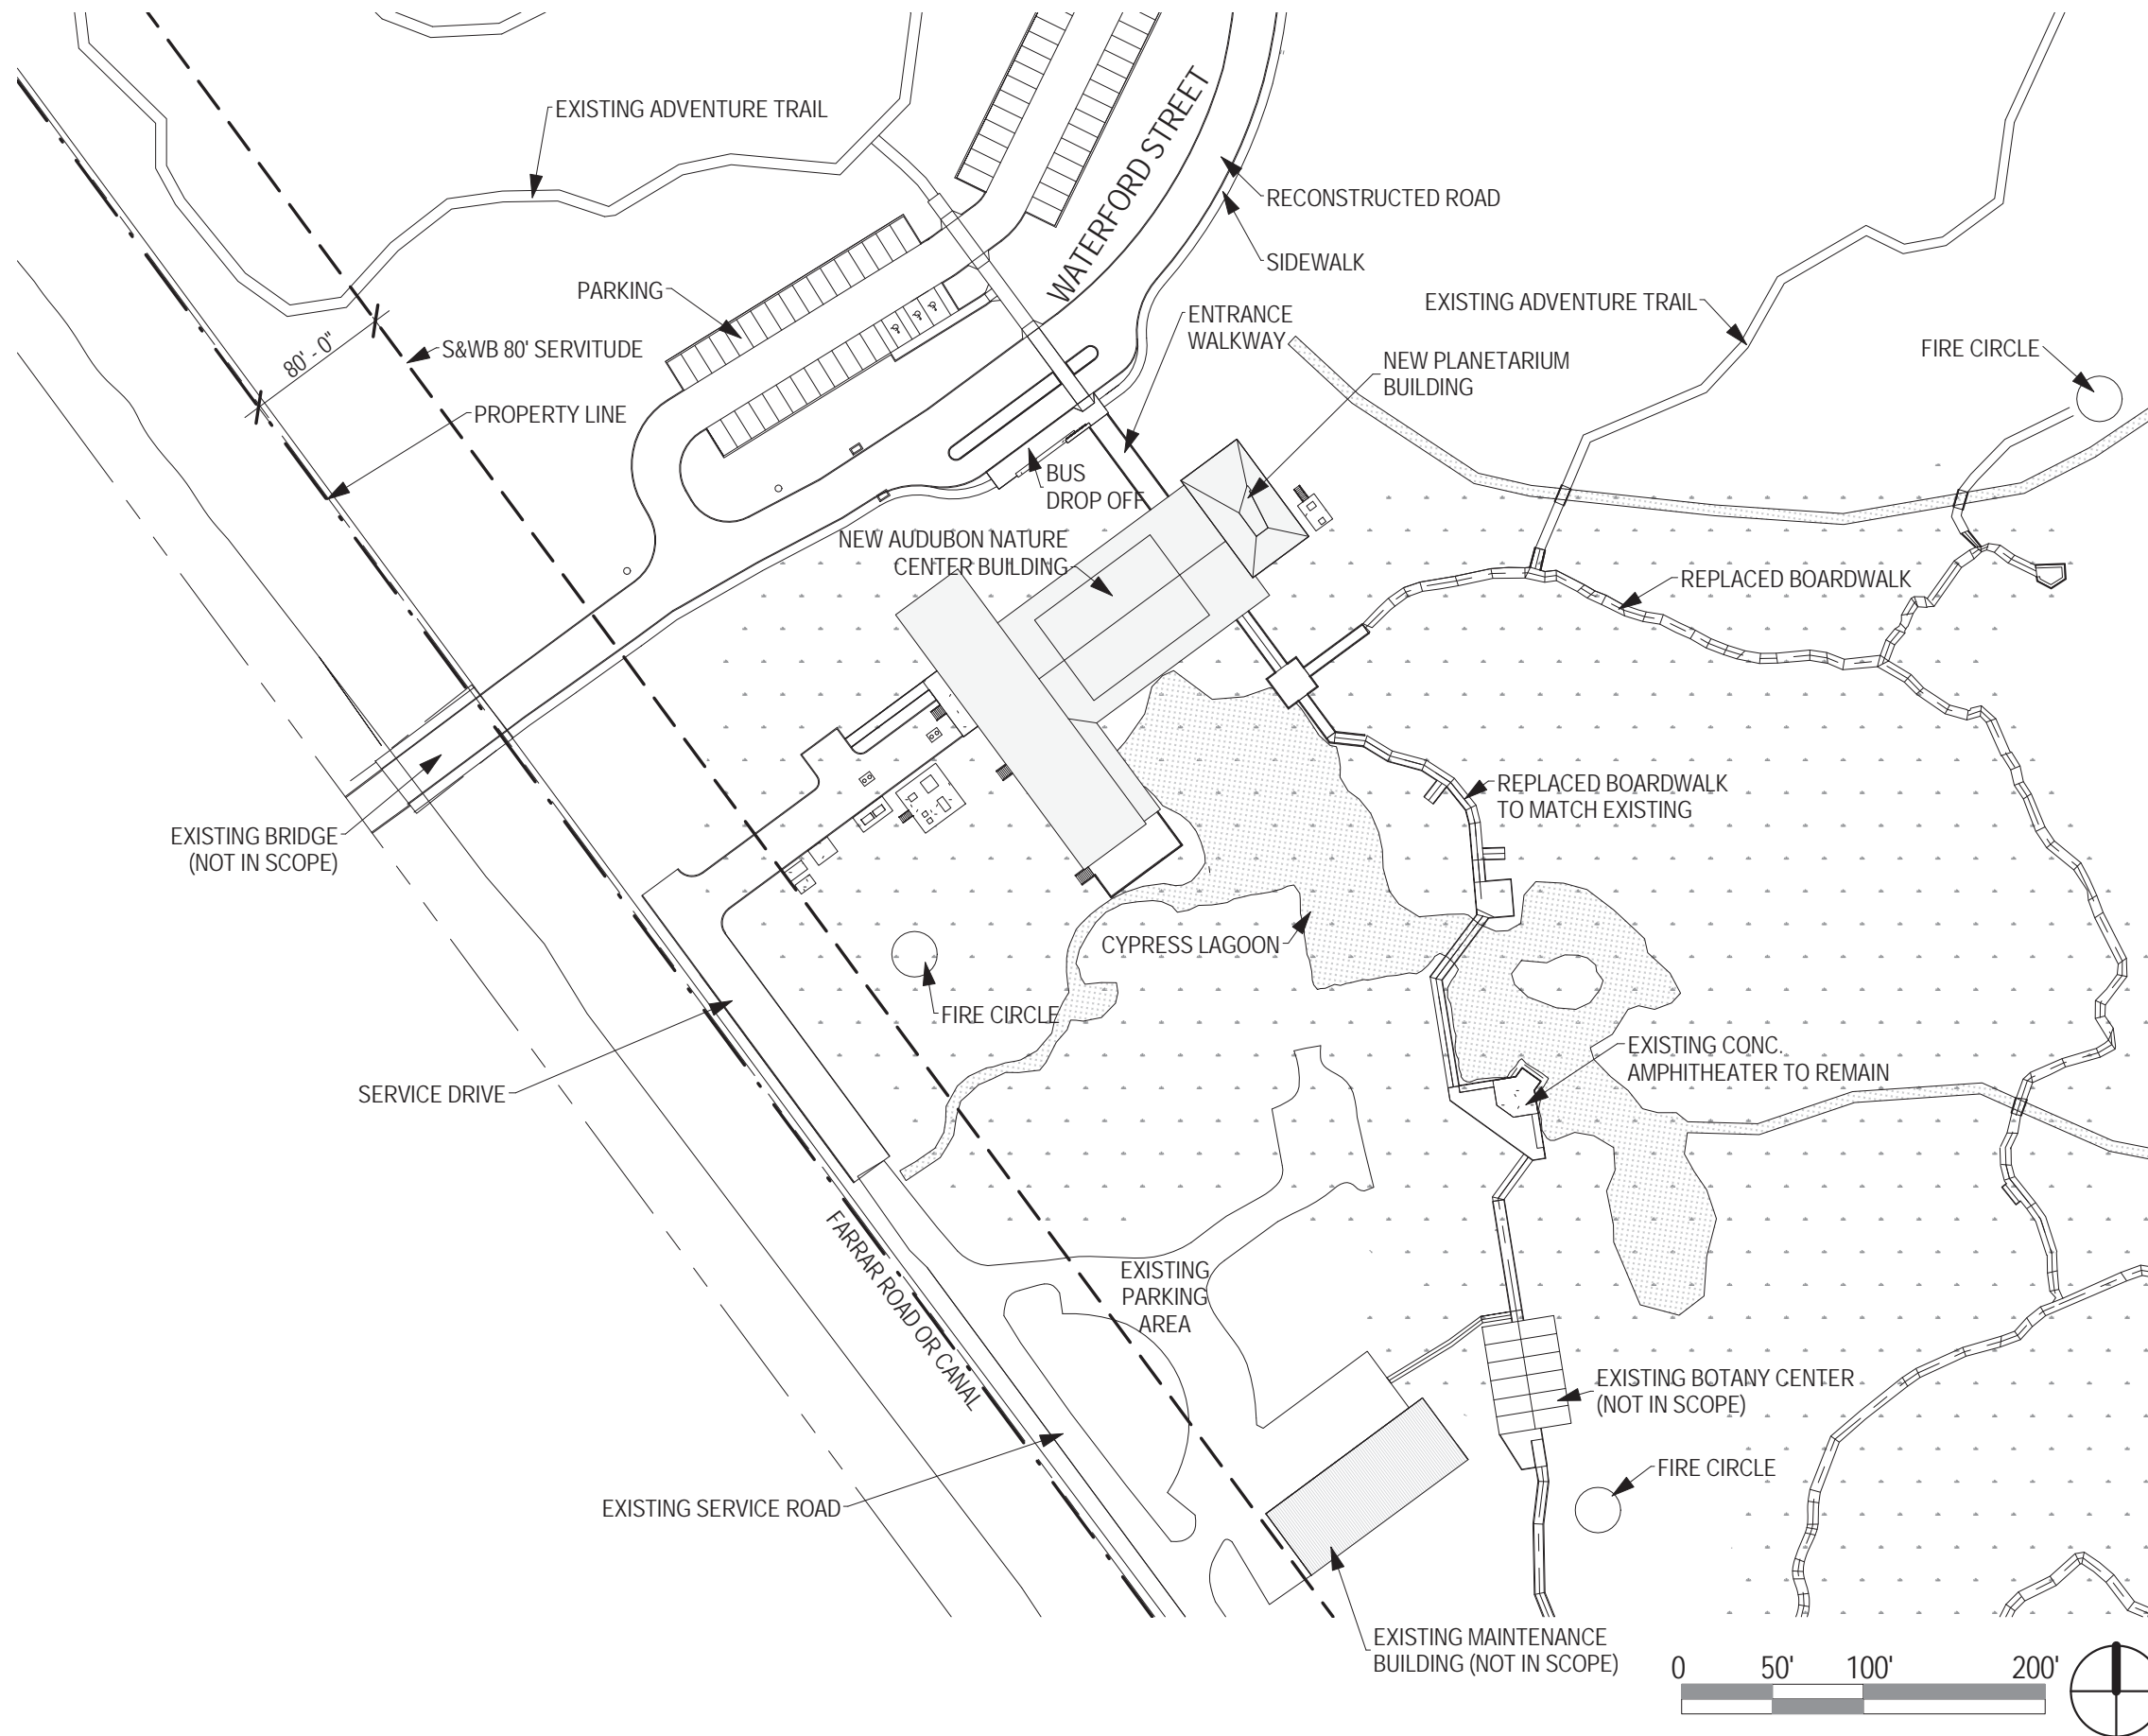 EXISTING ADVENTURE TRAIL
WATERFORD STREET
RECONSTRUCTED ROAD
SIDEWALK
PARKING
EXISTING ADVENTURE TRAIL
ENTRANCE
WALKWAY
FIRE CIRCLE
80' - 0"
S&WB 80' SERVITUDE
NEW PLANETARIUM
BUILDING
PROPERTY LINE
BUS
DROP OFF
NEW AUDUBON NATURE
CENTER BUILDING
REPLACED BOARDWALK
REPLACED BOARDWALK
TO MATCH EXISTING
EXISTING BRIDGE
(NOT IN SCOPE)
CYPRESS LAGOON
FIRE CIRCLE
EXISTING CONC.
AMPHITHEATER TO REMAIN
SERVICE DRIVE
FARRAR ROAD OR CANAL
EXISTING
PARKING
AREA
EXISTING BOTANY CENTER
(NOT IN SCOPE)
FIRE CIRCLE
EXISTING SERVICE ROAD
EXISTING MAINTENANCE
BUILDING (NOT IN SCOPE)
0 50' 100' 200'